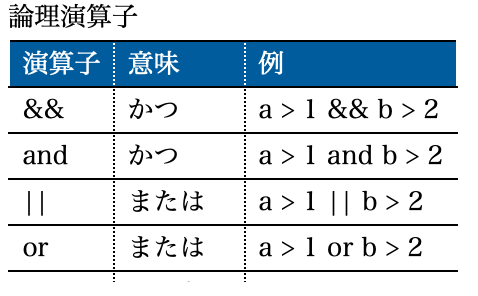 論理演算子
演算子 意味 例
&& かつ a > 1 && b > 2
and かつ a > 1 and b > 2
|| または a > 1 || b > 2
or または a > 1 or b > 2